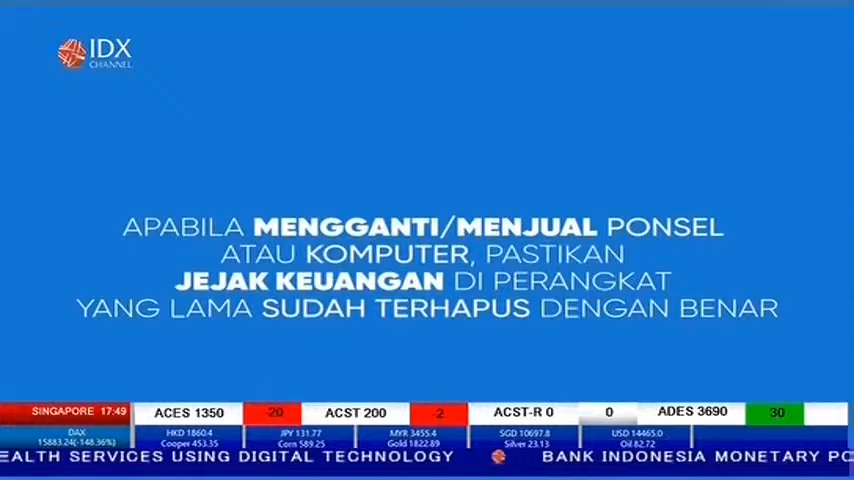 IDX
CHANNEL
APABILA MENGGANTI/MENJUAL PONSEL
ATAU KOMPUTER, PASTIKAN
JEJAK KEUANGAN DI PERANGKAT
YANG LAMA SUDAH TERHAPUS DENGAN BENAR
SINGAPORE 17:49 ACES 1350 -20 ACST 200 -2 ACST-R 0 0 ADES 3690 30
DAX HKD 1860.4 JPY 131.77 MYR 3455.4 SGD 10697.8 USD 14465.0
15883.24(-148.36%) Cooper 453.35 Corn 589.25 Gold 1822.89 Silver 23.13 Oil 82.72
EALTH SERVICES USING DIGITAL TECHNOLOGY BANK INDONESIA MONETARY PO